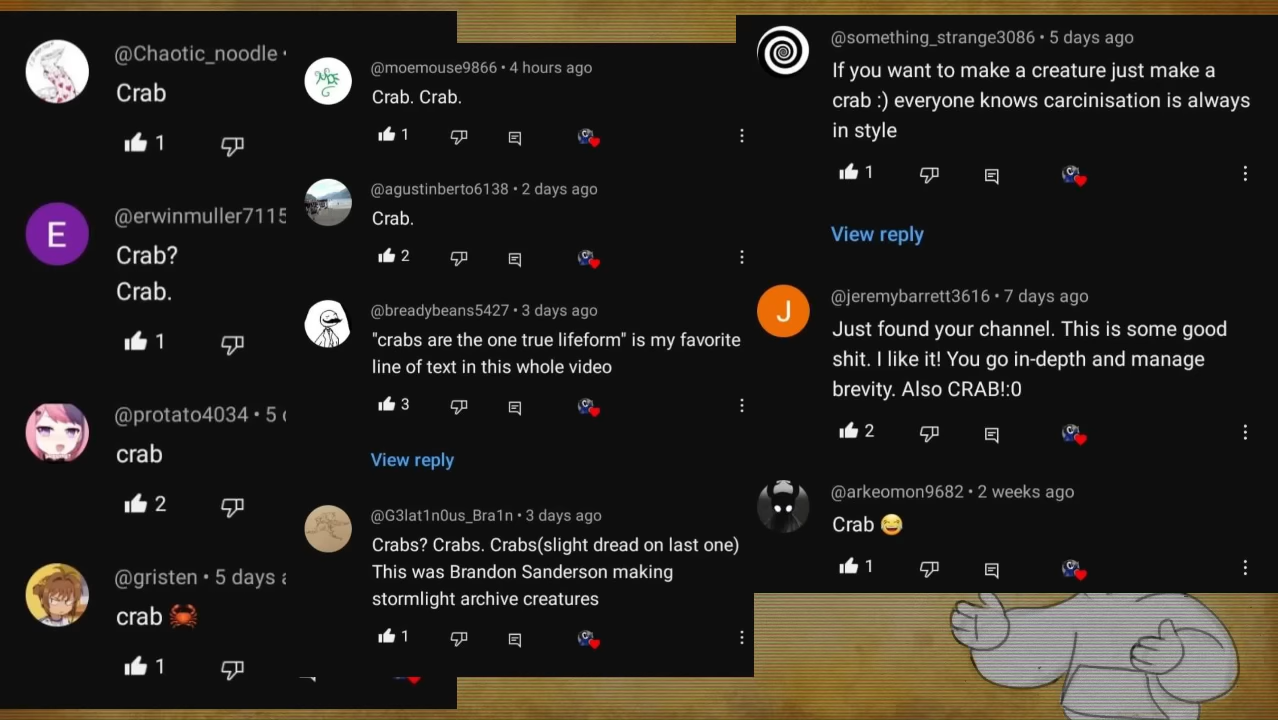 @Chaotic_noodle •
Crab
1
@erwinmuller7115
Crab?
Crab.
1
E
@protato4034 • 5 d
crab
2
@gristen • 5 days a
crab 🦀
1
@moemouse9866 • 4 hours ago
Crab. Crab.
1
@agustinberto6138 • 2 days ago
Crab.
2
@breadybeans5427 • 3 days ago
"crabs are the one true lifeform" is my favorite
line of text in this whole video
3
View reply
@G3lat1n0us_Bra1n • 3 days ago
Crabs? Crabs. Crabs(slight dread on last one)
This was Brandon Sanderson making
stormlight archive creatures
1
@something_strange3086 • 5 days ago
If you want to make a creature just make a
crab :) everyone knows carcinisation is always
in style
1
View reply
J
@jeremybarrett3616 • 7 days ago
Just found your channel. This is some good
shit. I like it! You go in-depth and manage
brevity. Also CRAB!:0
2
@arkeomon9682 • 2 weeks ago
Crab 😂
1